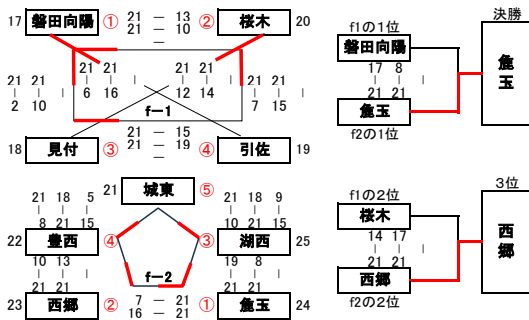 17 磐田向陽 ① 21 － 13 ② 桜木 20
21 － 10
21 21 21 21 21 21 21 21
| | | | | | | |
2 10 6 16 12 14 7 15
f－1
18 見付 ③ 21 － 15 ④ 引佐 19
21 － 19
21 城東 ⑤
21 18 5 21 18 9
| | | | | |
8 21 15 10 21 15
22 豊西 ④ ③ 湖西 25
10 13 19 8
| | | | | |
21 21 21 21
f－2
23 西郷 ② 7 － 21 ① 麁玉 24
16 － 21
決勝
f1の1位
磐田向陽
17 8
| | |
21 21
麁玉
f2の1位
麁玉
3位
f1の2位
桜木
14 17
| | |
21 21
西郷
f2の2位
西郷